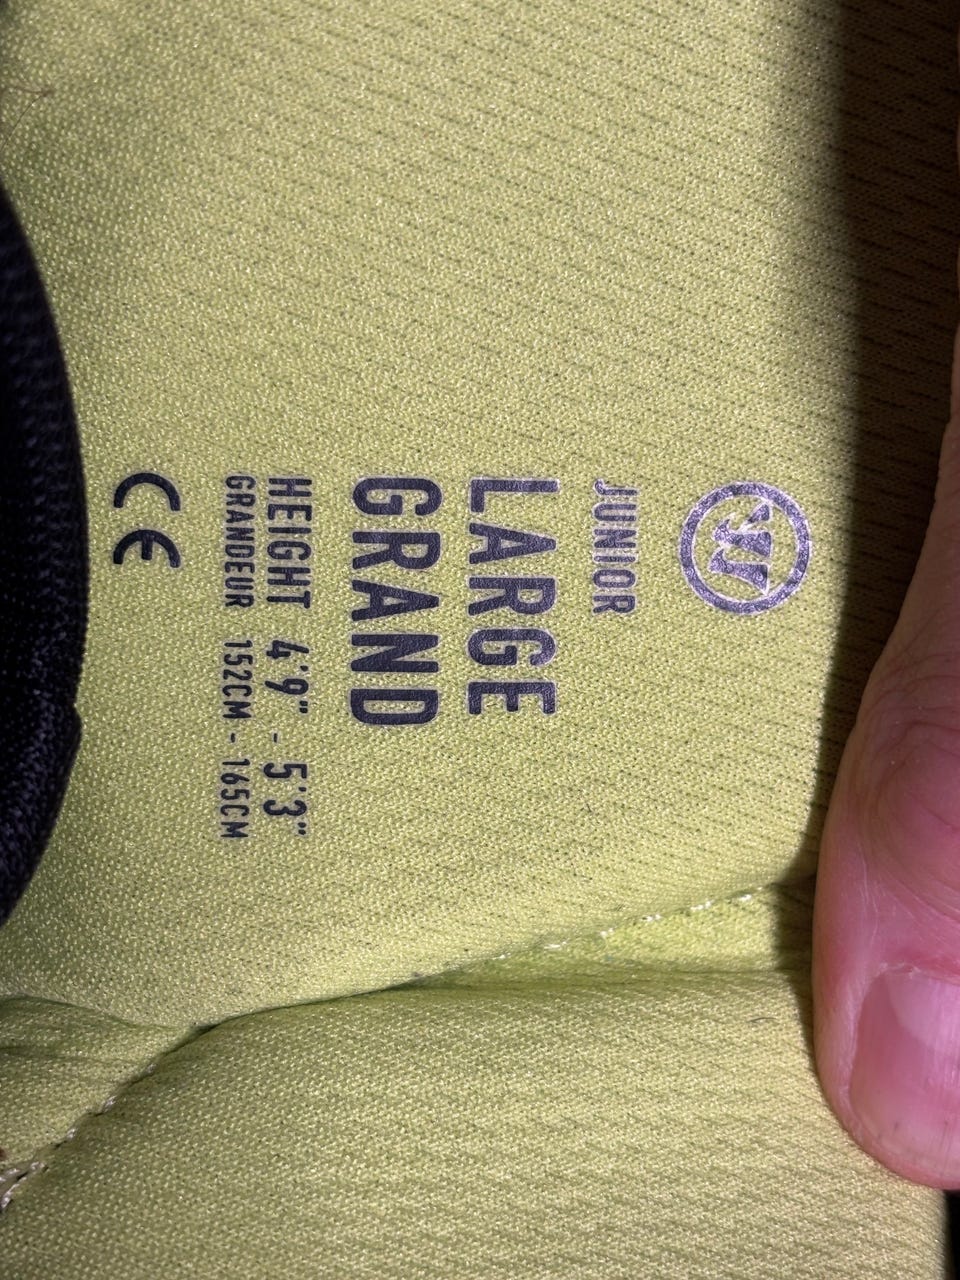 JUNIOR
LARGE
GRAND
HEIGHT 4'9" - 5'3"
GRANDEUR 152CM - 165CM
CE